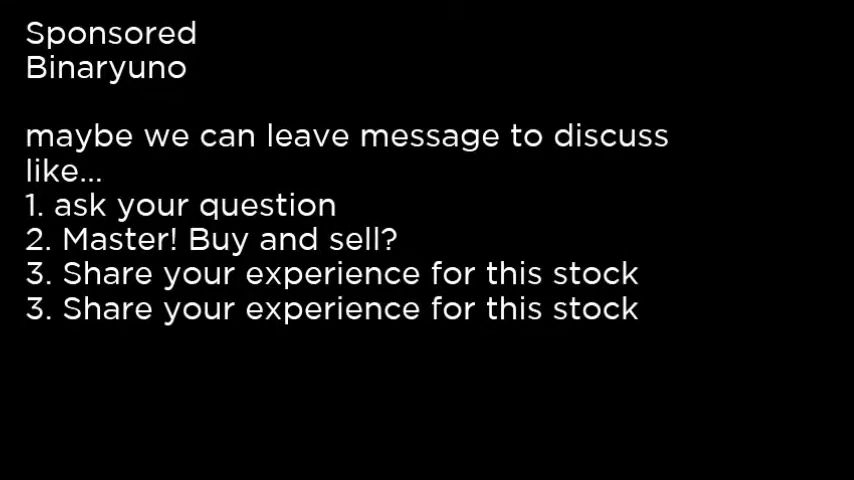 Sponsored
Binaryuno
maybe we can leave message to discuss
like...
1. ask your question
2. Master! Buy and sell?
3. Share your experience for this stock
3. Share your experience for this stock